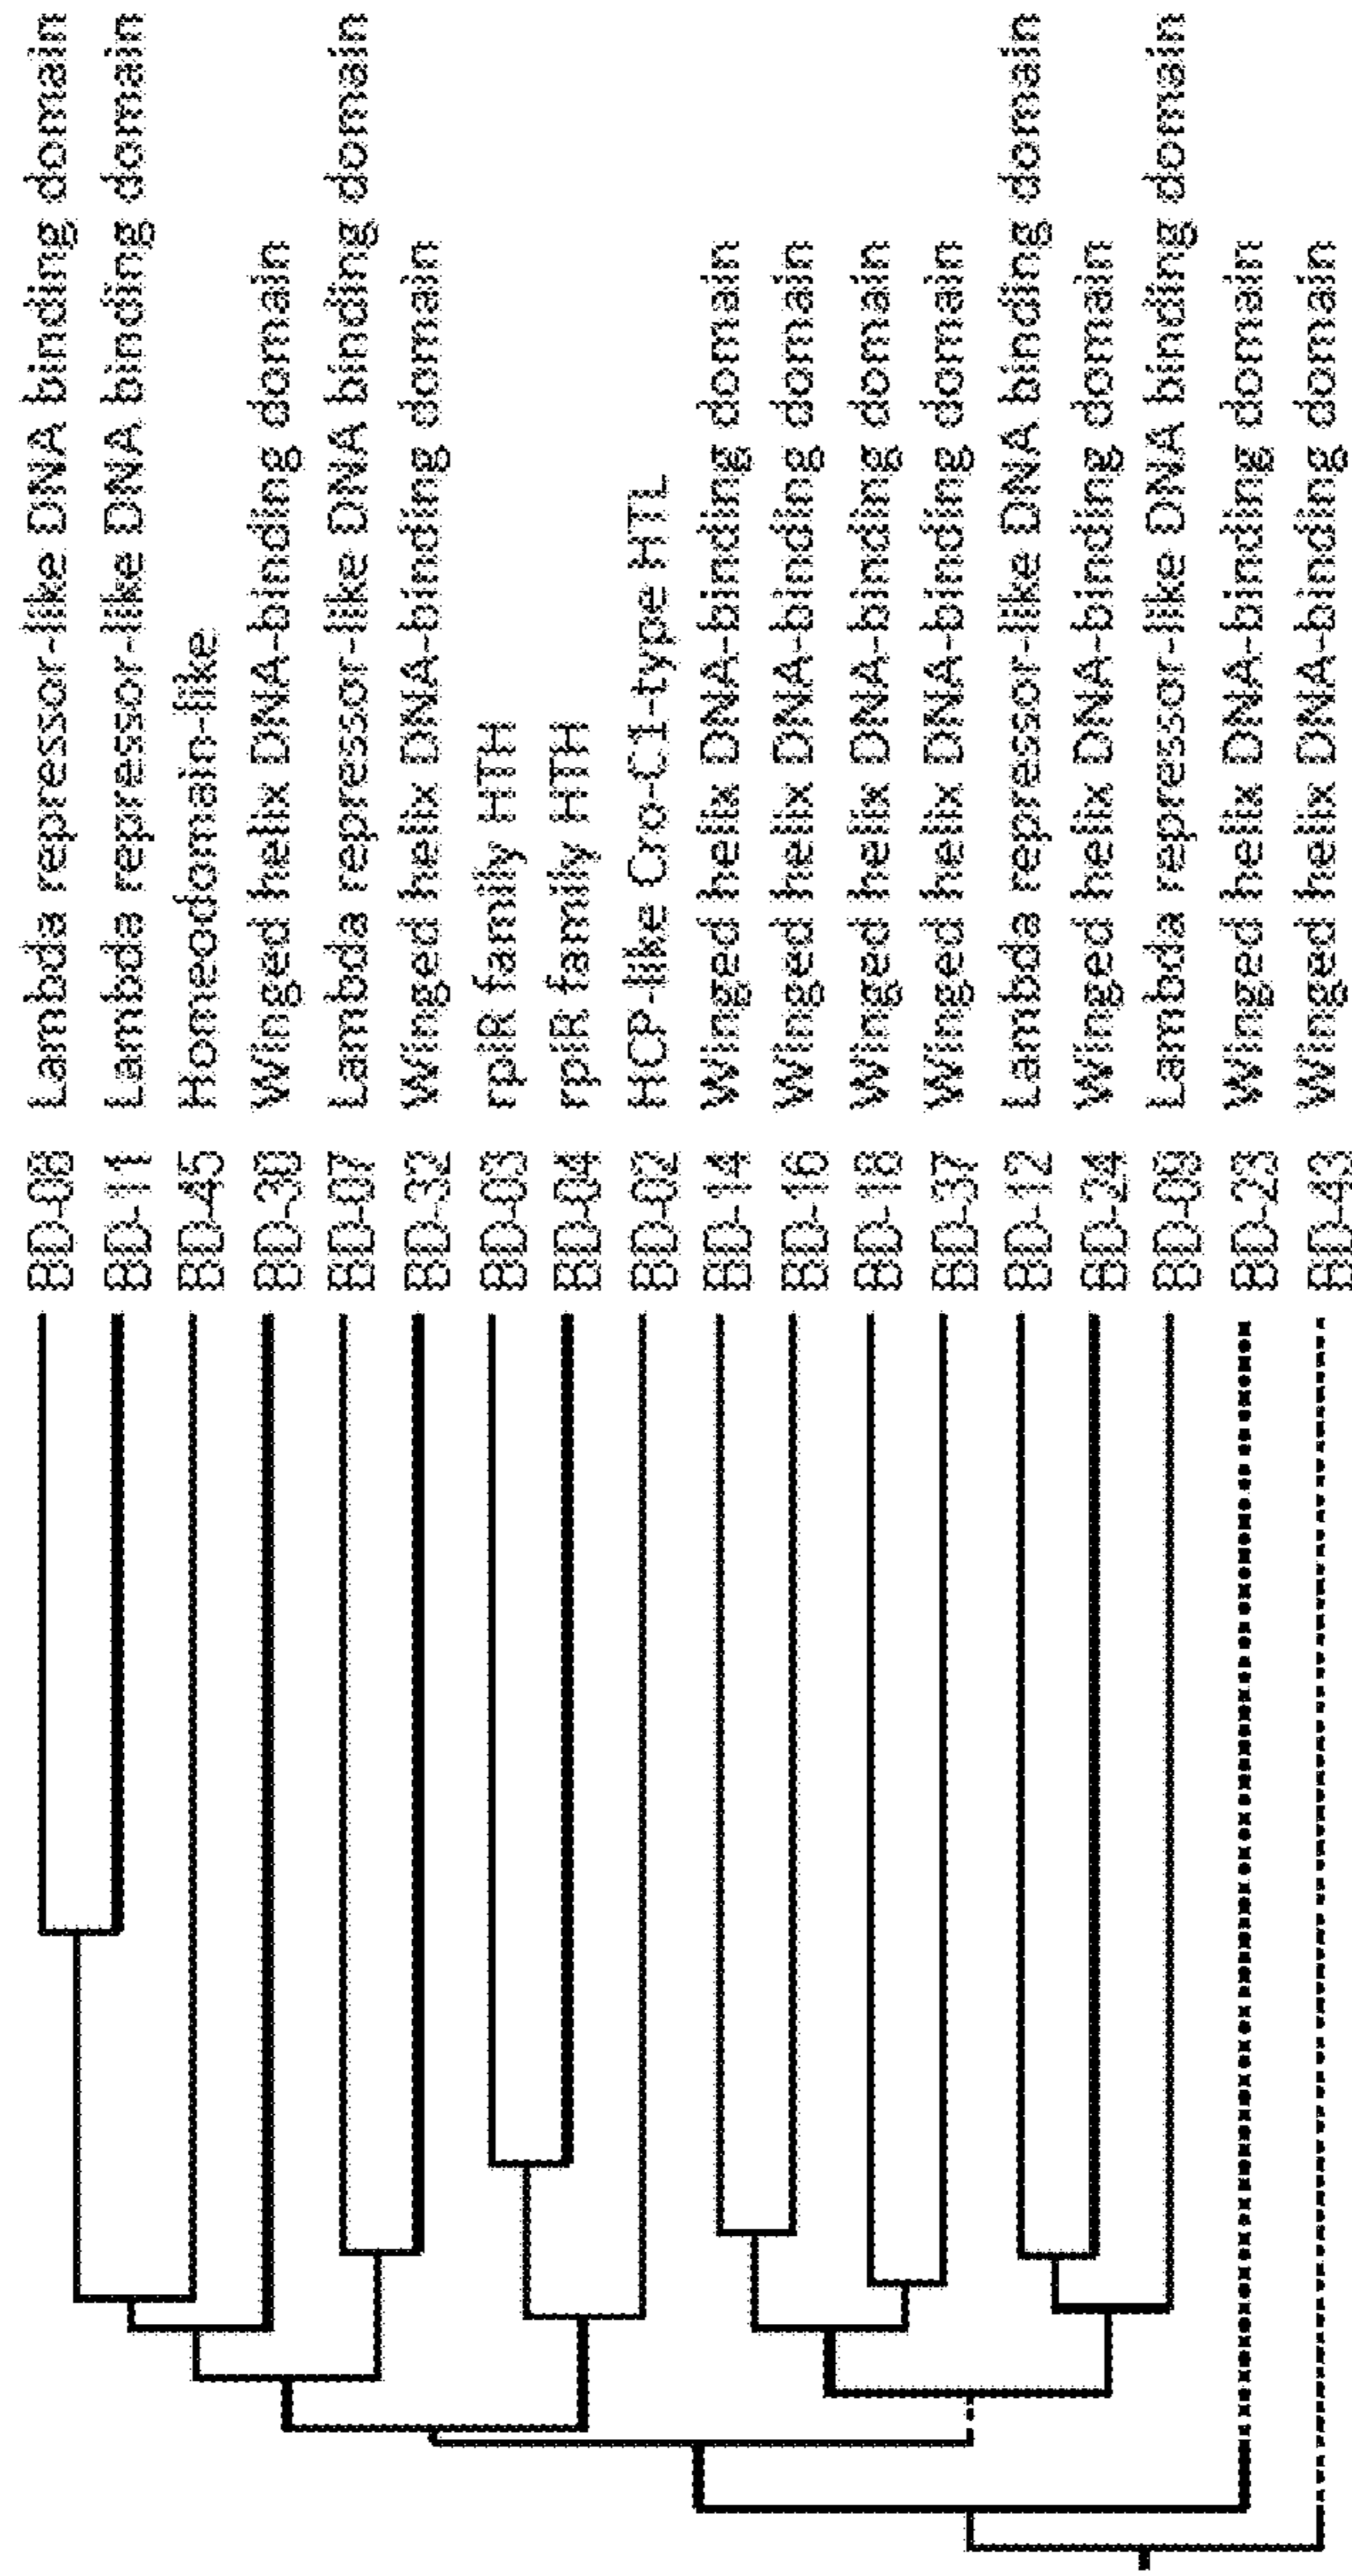 BD-08 Lambda repressor-like DNA binding domain
BD-11 Lambda repressor-like DNA binding domain
BD-45 Homeodomain-like
BD-30 Winged helix DNA-binding domain
BD-07 Lambda repressor-like DNA binding domain
BD-32 Winged helix DNA-binding domain
BD-03 rpiR family HTH
BD-04 rpiR family HTH
BD-02 HCP-like Cro-C1-type HTL
BD-14 Winged helix DNA-binding domain
BD-16 Winged helix DNA-binding domain
BD-18 Winged helix DNA-binding domain
BD-37 Winged helix DNA-binding domain
BD-12 Lambda repressor-like DNA binding domain
BD-24 Winged helix DNA-binding domain
BD-09 Lambda repressor-like DNA binding domain
BD-23 Winged helix DNA-binding domain
BD-43 Winged helix DNA-binding domain